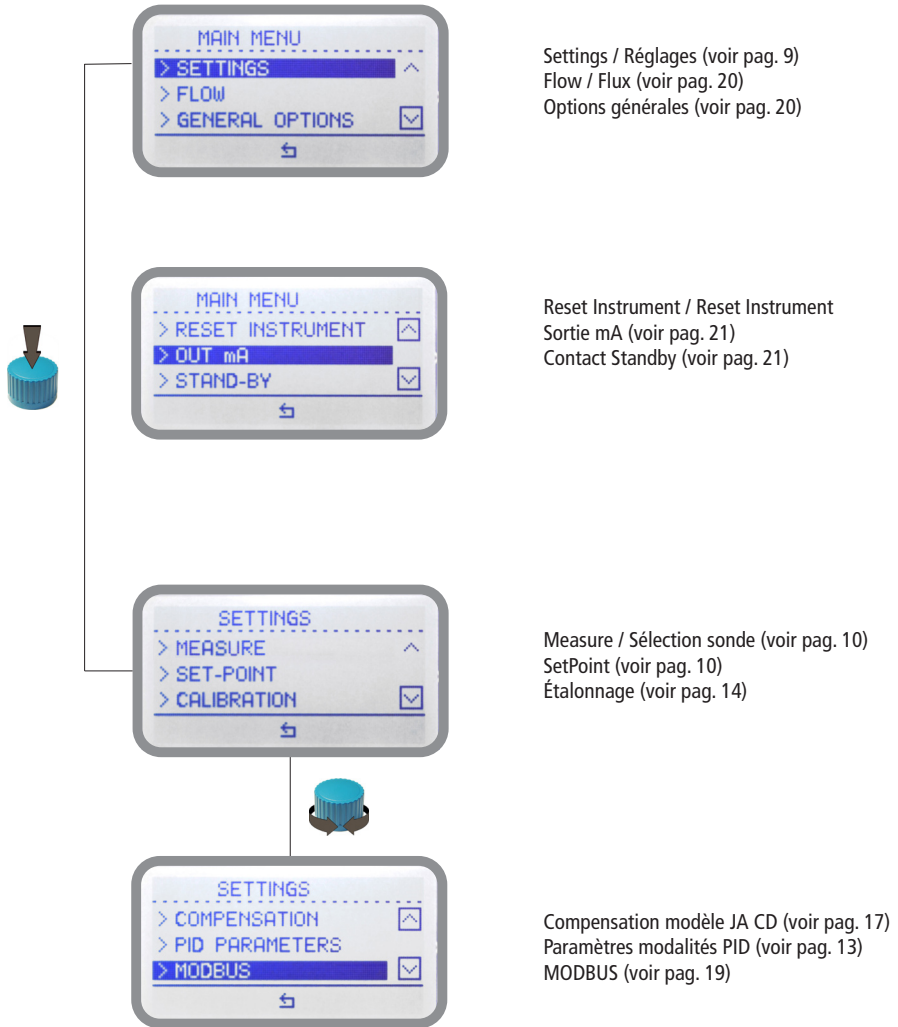 MAIN MENU
> SETTINGS
> FLOW
> GENERAL OPTIONS
Settings / Réglages (voir pag. 9)
Flow / Flux (voir pag. 20)
Options générales (voir pag. 20)
MAIN MENU
> RESET INSTRUMENT
> OUT mA
> STAND-BY
Reset Instrument / Reset Instrument
Sortie mA (voir pag. 21)
Contact Standby (voir pag. 21)
SETTINGS
> MEASURE
> SET-POINT
> CALIBRATION
Measure / Sélection sonde (voir pag. 10)
SetPoint (voir pag. 10)
Étalonnage (voir pag. 14)
SETTINGS
> COMPENSATION
> PID PARAMETERS
> MODBUS
Compensation modèle JA CD (voir pag. 17)
Paramètres modalités PID (voir pag. 13)
MODBUS (voir pag. 19)